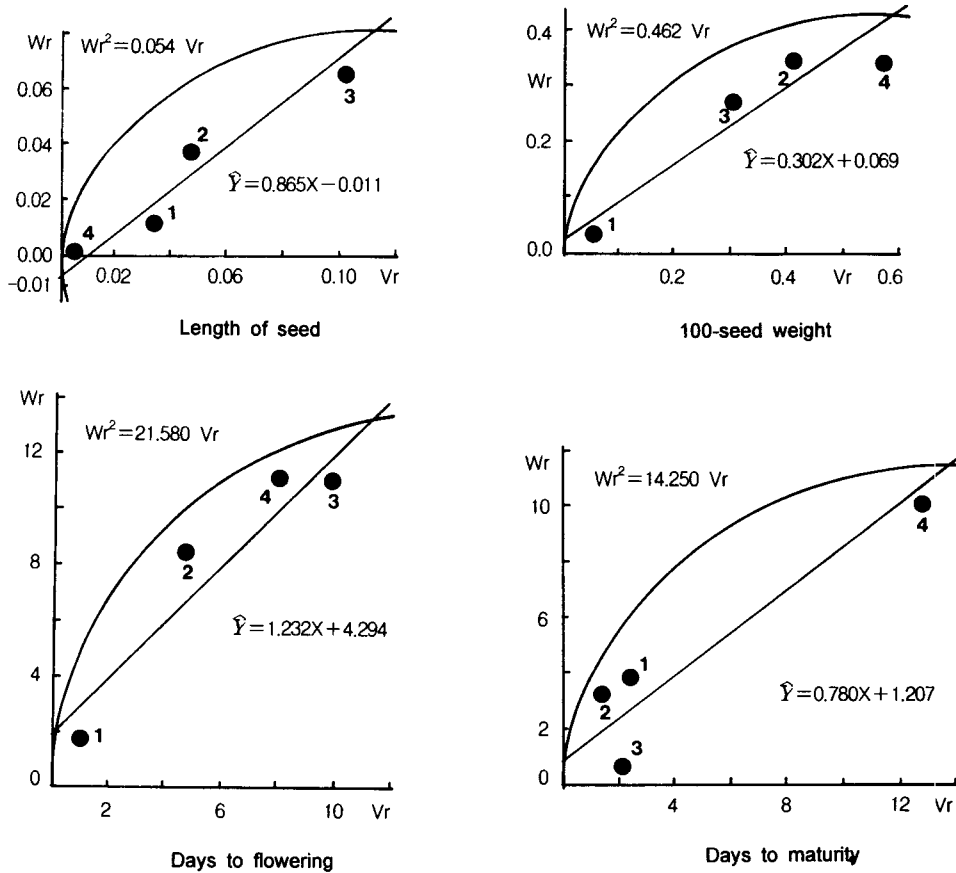 Wr
Wr²=0.054 Vr
0.06
0.04
0.02
0.00
−0.01
3
2
1
4
Ŷ=0.865X−0.011
0.02
0.06
0.10
Vr
Length of seed
0.4
Wr
0.2
0.0
Wr²=0.462 Vr
2
4
3
1
Ŷ=0.302X+0.069
0.2
0.4
Vr
0.6
100-seed weight
Wr
12
8
4
0
Wr²=21.580 Vr
4
3
2
1
Ŷ=1.232X+4.294
2
6
10
Vr
Days to flowering
Wr
10
6
2
0
Wr²=14.250 Vr
4
1
2
3
Ŷ=0.780X+1.207
4
8
12
Vr
Days to maturity